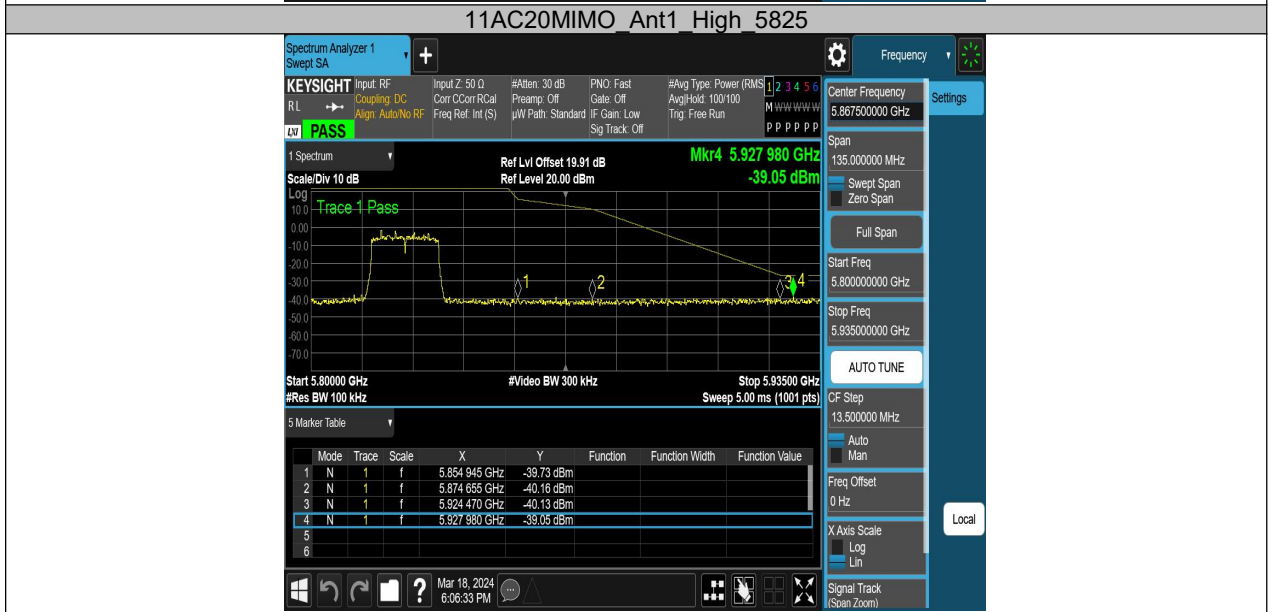 11AC20MIMO_Ant1_High_5825
Spectrum Analyzer 1
Swept SA
+
Frequency
KEYSIGHT
Input: RF
Coupling: DC
Align: Auto/No RF
Input Z: 50 Ω
Corr CCorr RCal
Freq Ref: Int (S)
#Atten: 30 dB
Preamp: Off
µW Path: Standard
PNO: Fast
Gate: Off
IF Gain: Low
Sig Track: Off
#Avg Type: Power (RMS
Avg|Hold: 100/100
Trig: Free Run
1 2 3 4 5 6
M W W W W W
P P P P P P
RL
LXI PASS
Center Frequency
5.867500000 GHz
Settings
1 Spectrum
Scale/Div 10 dB
Ref Lvl Offset 19.91 dB
Ref Level 20.00 dBm
Mkr4 5.927 980 GHz
-39.05 dBm
Span
135.000000 MHz
Swept Span
Zero Span
Full Span
Start Freq
5.800000000 GHz
Stop Freq
5.935000000 GHz
AUTO TUNE
CF Step
13.500000 MHz
Auto
Man
Freq Offset
0 Hz
X Axis Scale
Log
Lin
Signal Track
(Span Zoom)
Local
Log
Trace 1 Pass
10.0
0.00
-10.0
-20.0
-30.0
-40.0
-50.0
-60.0
-70.0
1
2
3
4
Start 5.80000 GHz
#Video BW 300 kHz
Stop 5.93500 GHz
#Res BW 100 kHz
Sweep 5.00 ms (1001 pts)
5 Marker Table
Mode Trace Scale X Y Function Function Width Function Value
1 N 1 f 5.854 945 GHz -39.73 dBm
2 N 1 f 5.874 655 GHz -40.16 dBm
3 N 1 f 5.924 470 GHz -40.13 dBm
4 N 1 f 5.927 980 GHz -39.05 dBm
5
6
?
Mar 18, 2024
6:06:33 PM